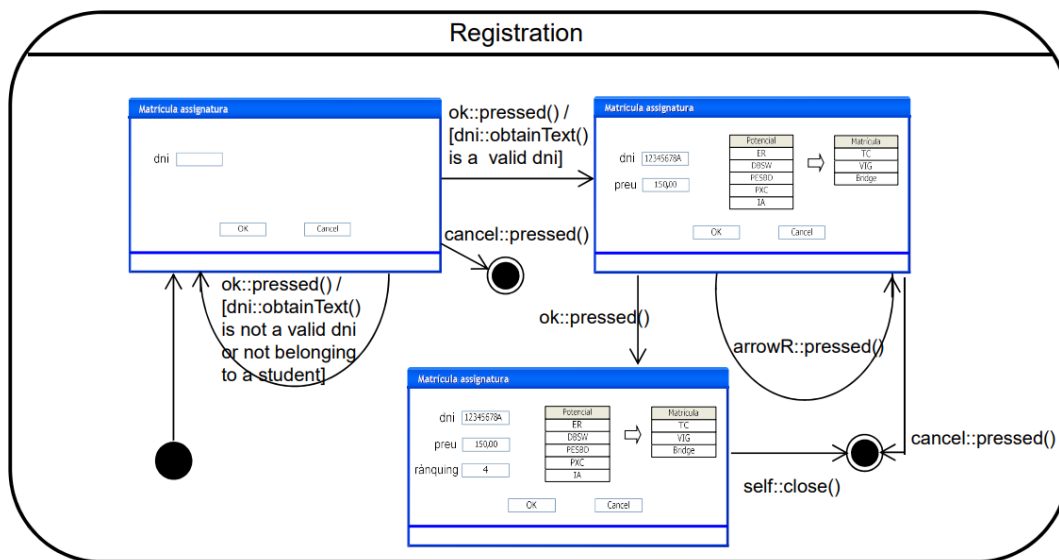 Registration
Matrícula assignatura
dni
OK
Cancel
ok::pressed() /
[dni::obtainText()
is a valid dni]
cancel::pressed()
ok::pressed() /
[dni::obtainText()
is not a valid dni
or not belonging
to a student]
Matrícula assignatura
dni
12345678A
preu
150,00
Potencial
ER
DBSW
PESBD
PXC
IA
Matrícula
TC
VIG
Bridge
OK
Cancel
ok::pressed()
arrowR::pressed()
cancel::pressed()
Matrícula assignatura
dni
12345678A
preu
150,00
rànquing
4
Potencial
ER
DBSW
PESBD
PXC
IA
Matrícula
TC
VIG
Bridge
OK
Cancel
self::close()